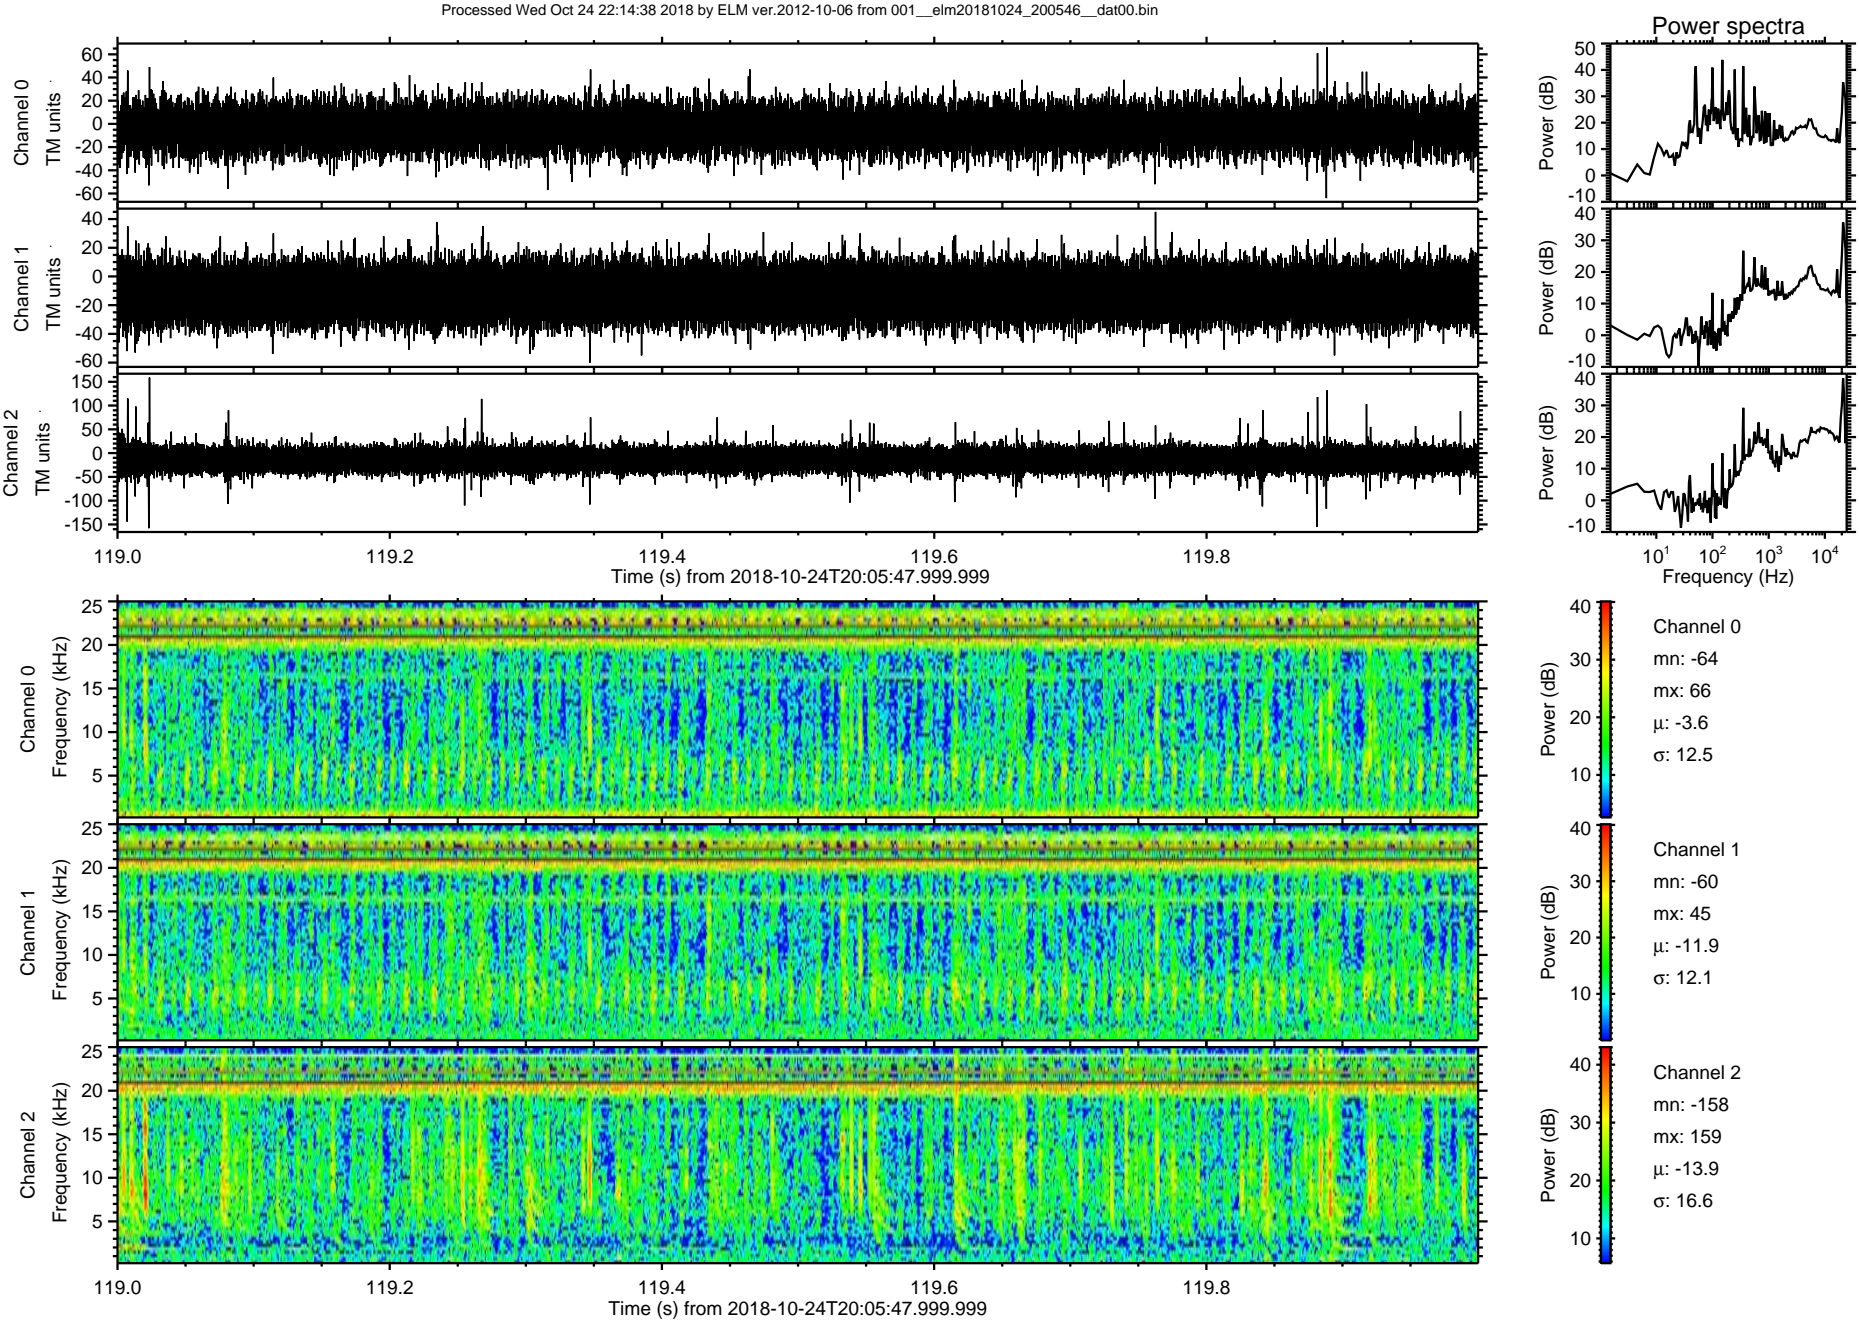 Processed Wed Oct 24 22:14:38 2018 by ELM ver.2012-10-06 from 001__elm20181024_200546__dat00.bin
Power spectra
Channel 0
TM units
60
40
20
0
-20
-40
-60
Power (dB)
50
40
30
20
10
0
-10
Channel 1
TM units
40
20
0
-20
-40
-60
Power (dB)
40
30
20
10
0
-10
Channel 2
TM units
150
100
50
0
-50
-100
-150
Power (dB)
40
30
20
10
0
-10
119.0 119.2 119.4 119.6 119.8
Time (s) from 2018-10-24T20:05:47.999.999
10^1 10^2 10^3 10^4
Frequency (Hz)
Channel 0
Frequency (kHz)
25
20
15
10
5
Power (dB)
40
30
20
10
Channel 0
mn: -64
mx: 66
μ: -3.6
σ: 12.5
Channel 1
Frequency (kHz)
25
20
15
10
5
Power (dB)
40
30
20
10
Channel 1
mn: -60
mx: 45
μ: -11.9
σ: 12.1
Channel 2
Frequency (kHz)
25
20
15
10
5
Power (dB)
40
30
20
10
Channel 2
mn: -158
mx: 159
μ: -13.9
σ: 16.6
119.0 119.2 119.4 119.6 119.8
Time (s) from 2018-10-24T20:05:47.999.999